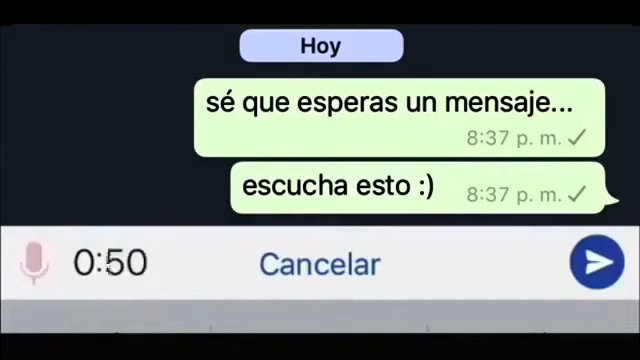 Hoy
sé que esperas un mensaje...
8:37 p. m.
escucha esto :)
8:37 p. m.
0:50
Cancelar